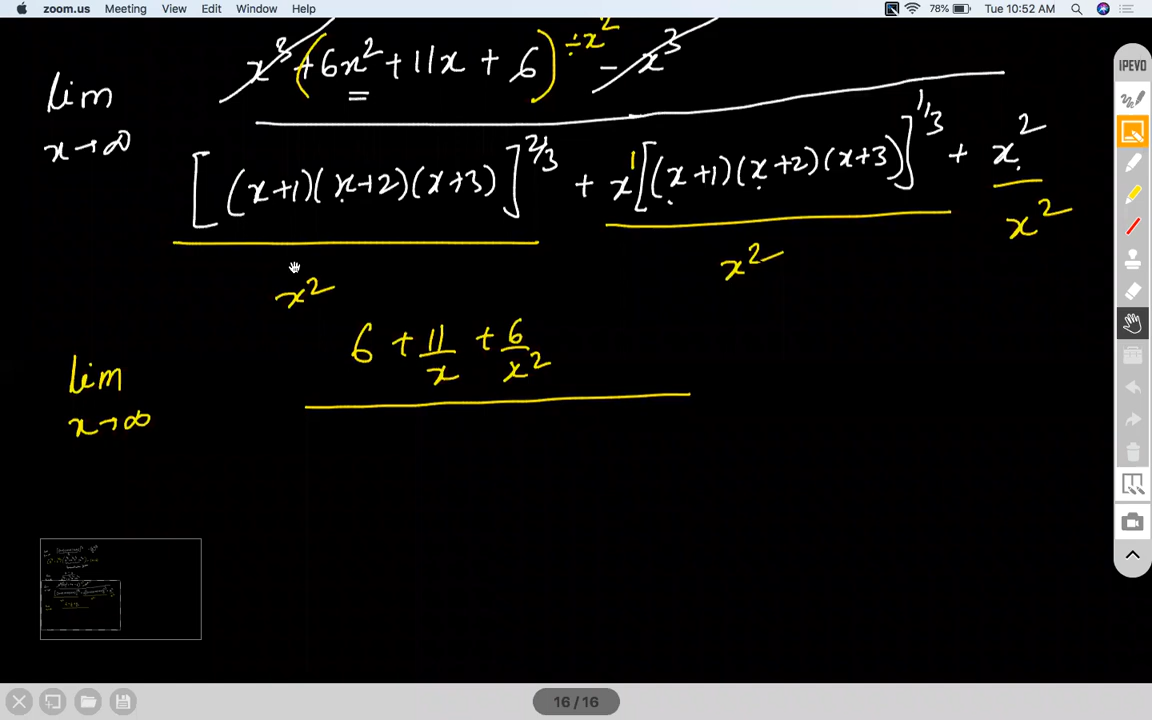 zoom.us Meeting View Edit Window Help 78% Tue 10:52 AM
IPEVO
lim x→∞ x³ + (6x² + 11x + 6) ÷ x² − x³
[(x+1)(x+2)(x+3)]^2/3 + x¹[(x+1)(x+2)(x+3)]^1/3 + x²
x² x² x²
lim x→∞ 6 + 11/x + 6/x²
16 / 16